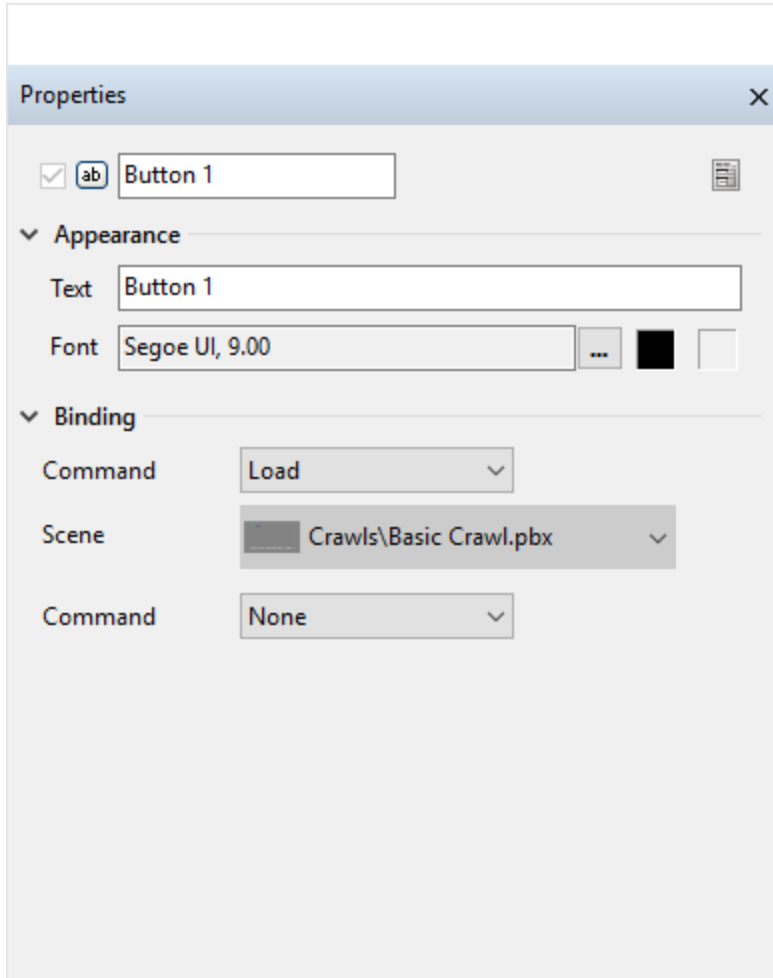 Properties
ab Button 1
Appearance
Text Button 1
Font Segoe UI, 9.00 ...
Binding
Command Load
Scene Crawls\Basic Crawl.pbx
Command None